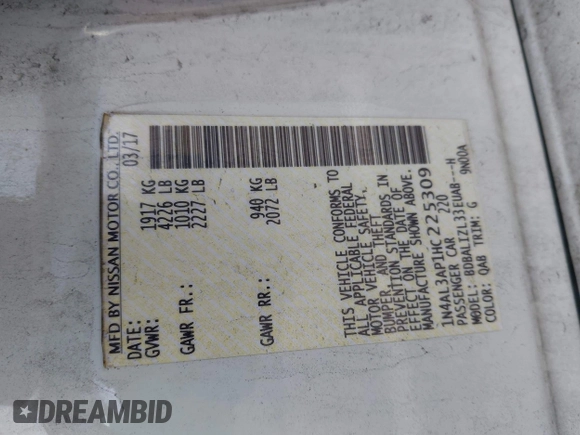 MFD BY NISSAN MOTOR CO., LTD.
DATE: 03/17
GVWR: 1917 KG
4226 LB
GAWR FR.: 1010 KG
2227 LB
GAWR RR.: 940 KG
2072 LB
THIS VEHICLE CONFORMS TO
ALL APPLICABLE FEDERAL
MOTOR VEHICLE SAFETY,
BUMPER, AND THEFT
PREVENTION STANDARDS IN
EFFECT ON THE DATE OF
MANUFACTURE SHOWN ABOVE.
1N4AL3AP1HC225309
PASSENGER CAR 220
MODEL: BDBALIZL33EUAB---H
COLOR: QAB TRIM: G 9N00A
DREAMBID